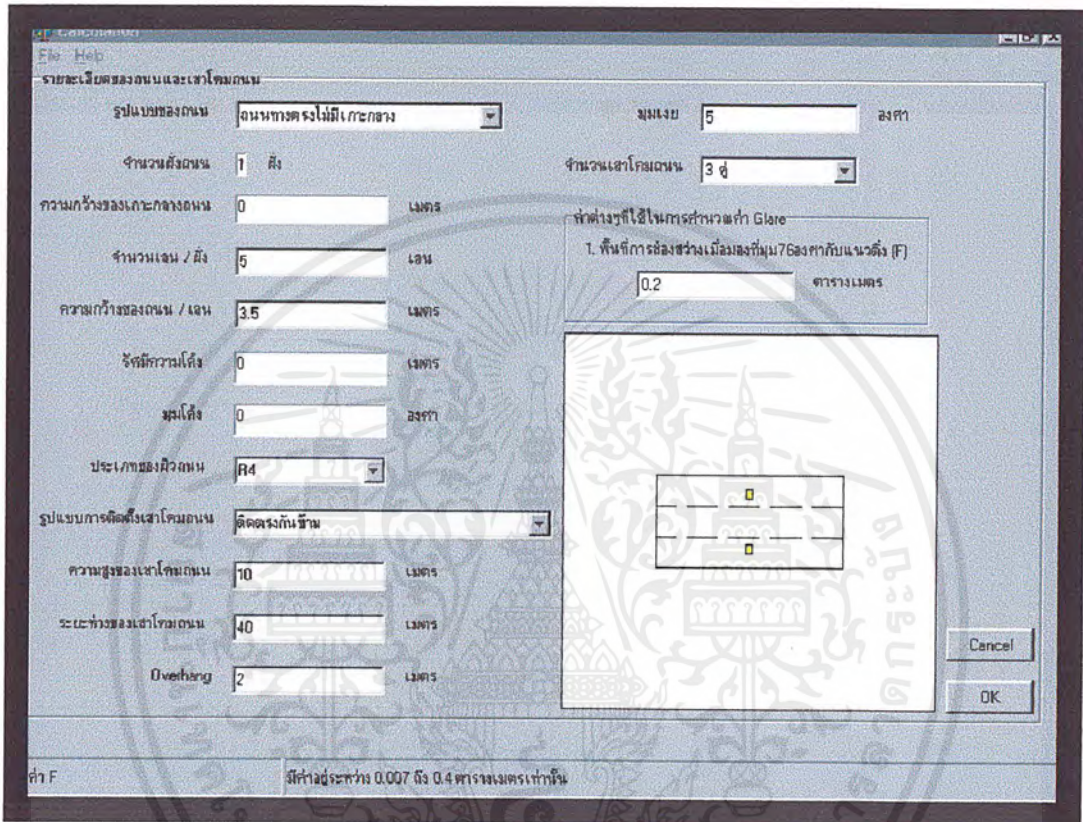 Calculation
File Help
รายละเอียดของถนนและเสาโคมถนน
รูปแบบของถนน ถนนทางตรงไม่มีเกาะกลาง
จำนวนฝั่งถนน 1 ฝั่ง
ความกว้างของเกาะกลางถนน 0 เมตร
จำนวนเลน / ฝั่ง 5 เลน
ความกว้างของถนน / เลน 3.5 เมตร
รัศมีความโค้ง 0 เมตร
มุมโค้ง 0 องศา
ประเภทของผิวถนน R4
รูปแบบการติดตั้งเสาโคมถนน ติดตรงกันข้าม
ความสูงของเสาโคมถนน 10 เมตร
ระยะห่างของเสาโคมถนน 40 เมตร
Overhang 2 เมตร
มุมเงย 5 องศา
จำนวนเสาโคมถนน 3 คู่
ค่าต่างๆที่ใช้ในการคำนวณค่า Glare
1. พื้นที่การส่องสว่างเมื่อมองที่มุม76องศากับแนวดิ่ง (F)
0.2 ตารางเมตร
Cancel
OK
ค่า F มีค่าอยู่ระหว่าง 0.007 ถึง 0.4 ตารางเมตรเท่านั้น